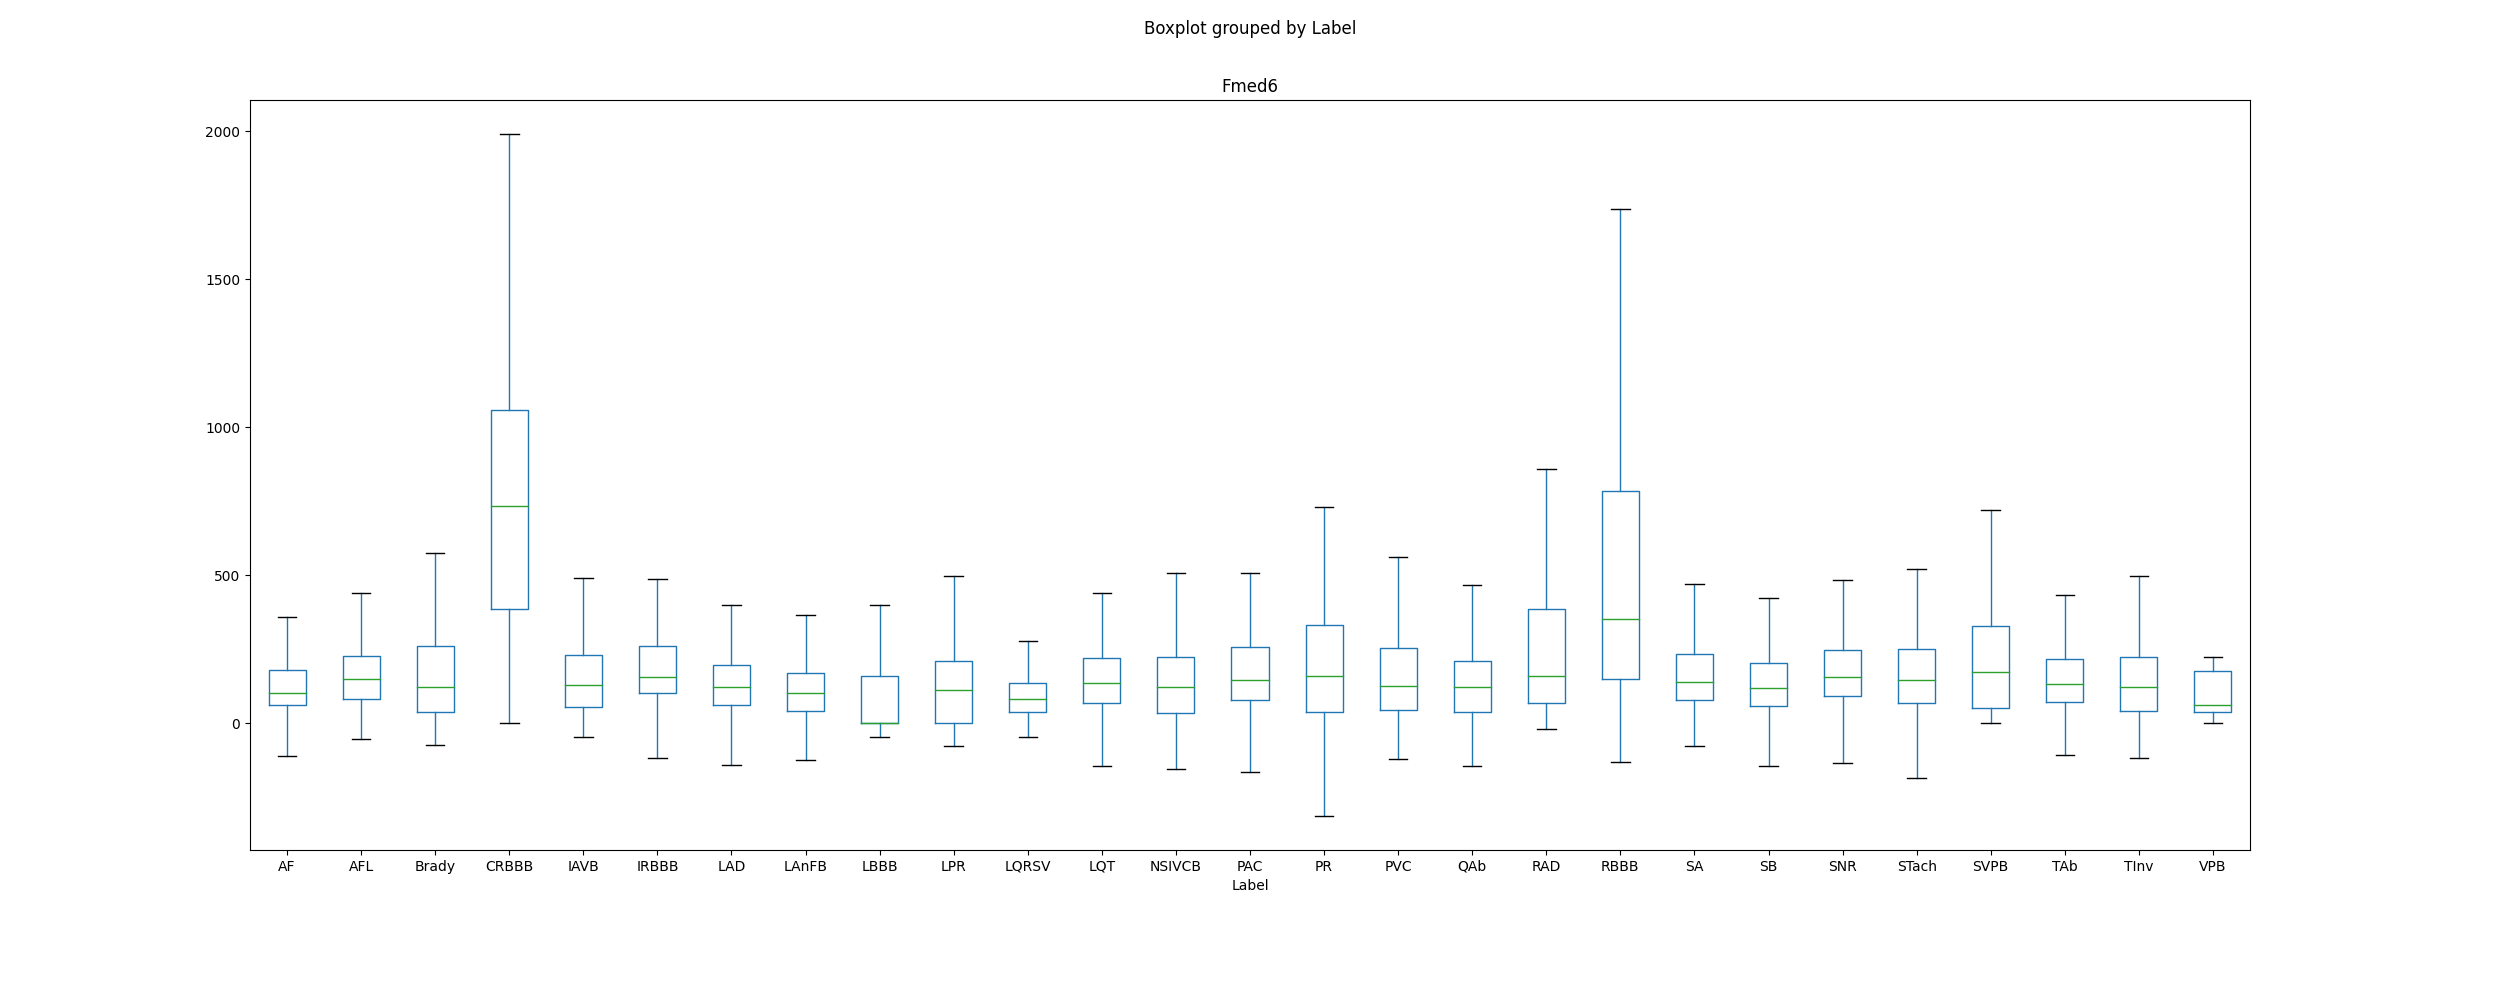 Boxplot grouped by Label
Fmed6
2000
1500
1000
500
0
AF AFL Brady CRBBB IAVB IRBBB LAD LAnFB LBBB LPR LQRSV LQT NSIVCB PAC PR PVC QAb RAD RBBB SA SB SNR STach SVPB TAb TInv VPB
Label